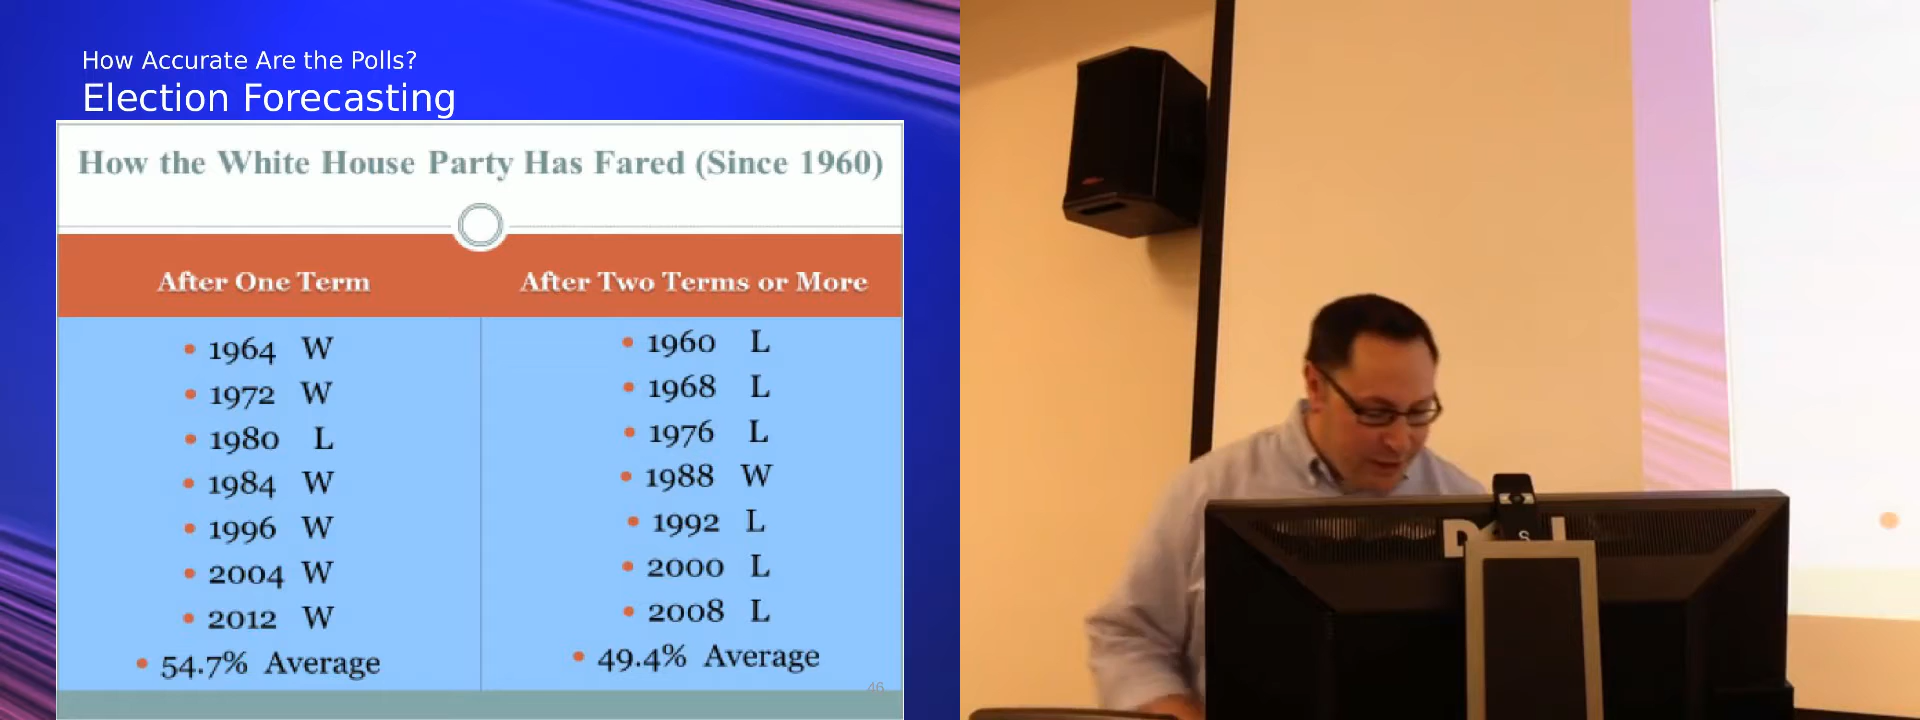 How Accurate Are the Polls?
Election Forecasting
How the White House Party Has Fared (Since 1960)
After One Term
• 1964 W
• 1972 W
• 1980 L
• 1984 W
• 1996 W
• 2004 W
• 2012 W
• 54.7% Average
After Two Terms or More
• 1960 L
• 1968 L
• 1976 L
• 1988 W
• 1992 L
• 2000 L
• 2008 L
• 49.4% Average
46